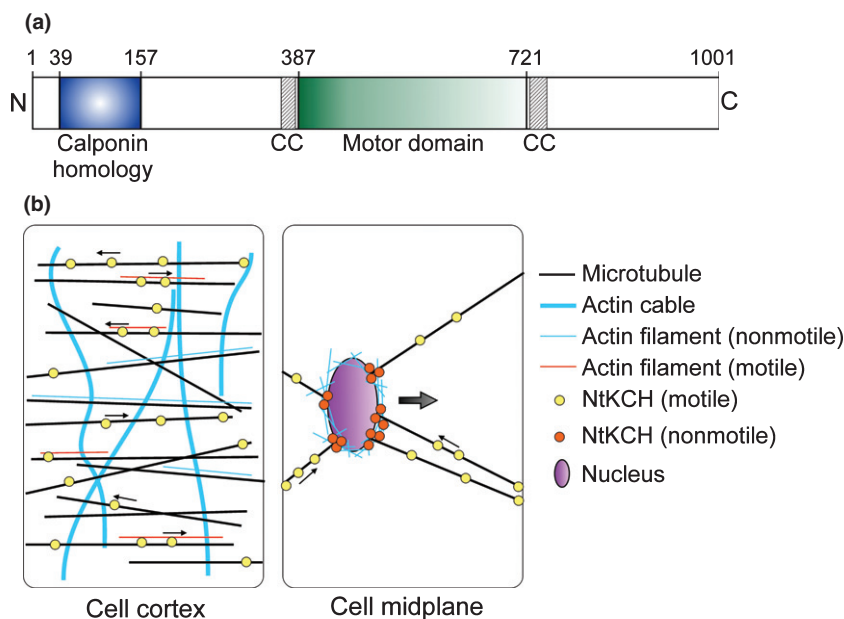 (a)
1 39 157 387 721 1001
N C
Calponin
homology
CC Motor domain CC
(b)
Microtubule
Actin cable
Actin filament (nonmotile)
Actin filament (motile)
NtKCH (motile)
NtKCH (nonmotile)
Nucleus
Cell cortex Cell midplane